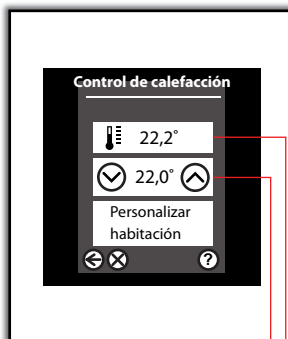 Control de calefacción
22,2°
22,0°
Personalizar
habitación
?